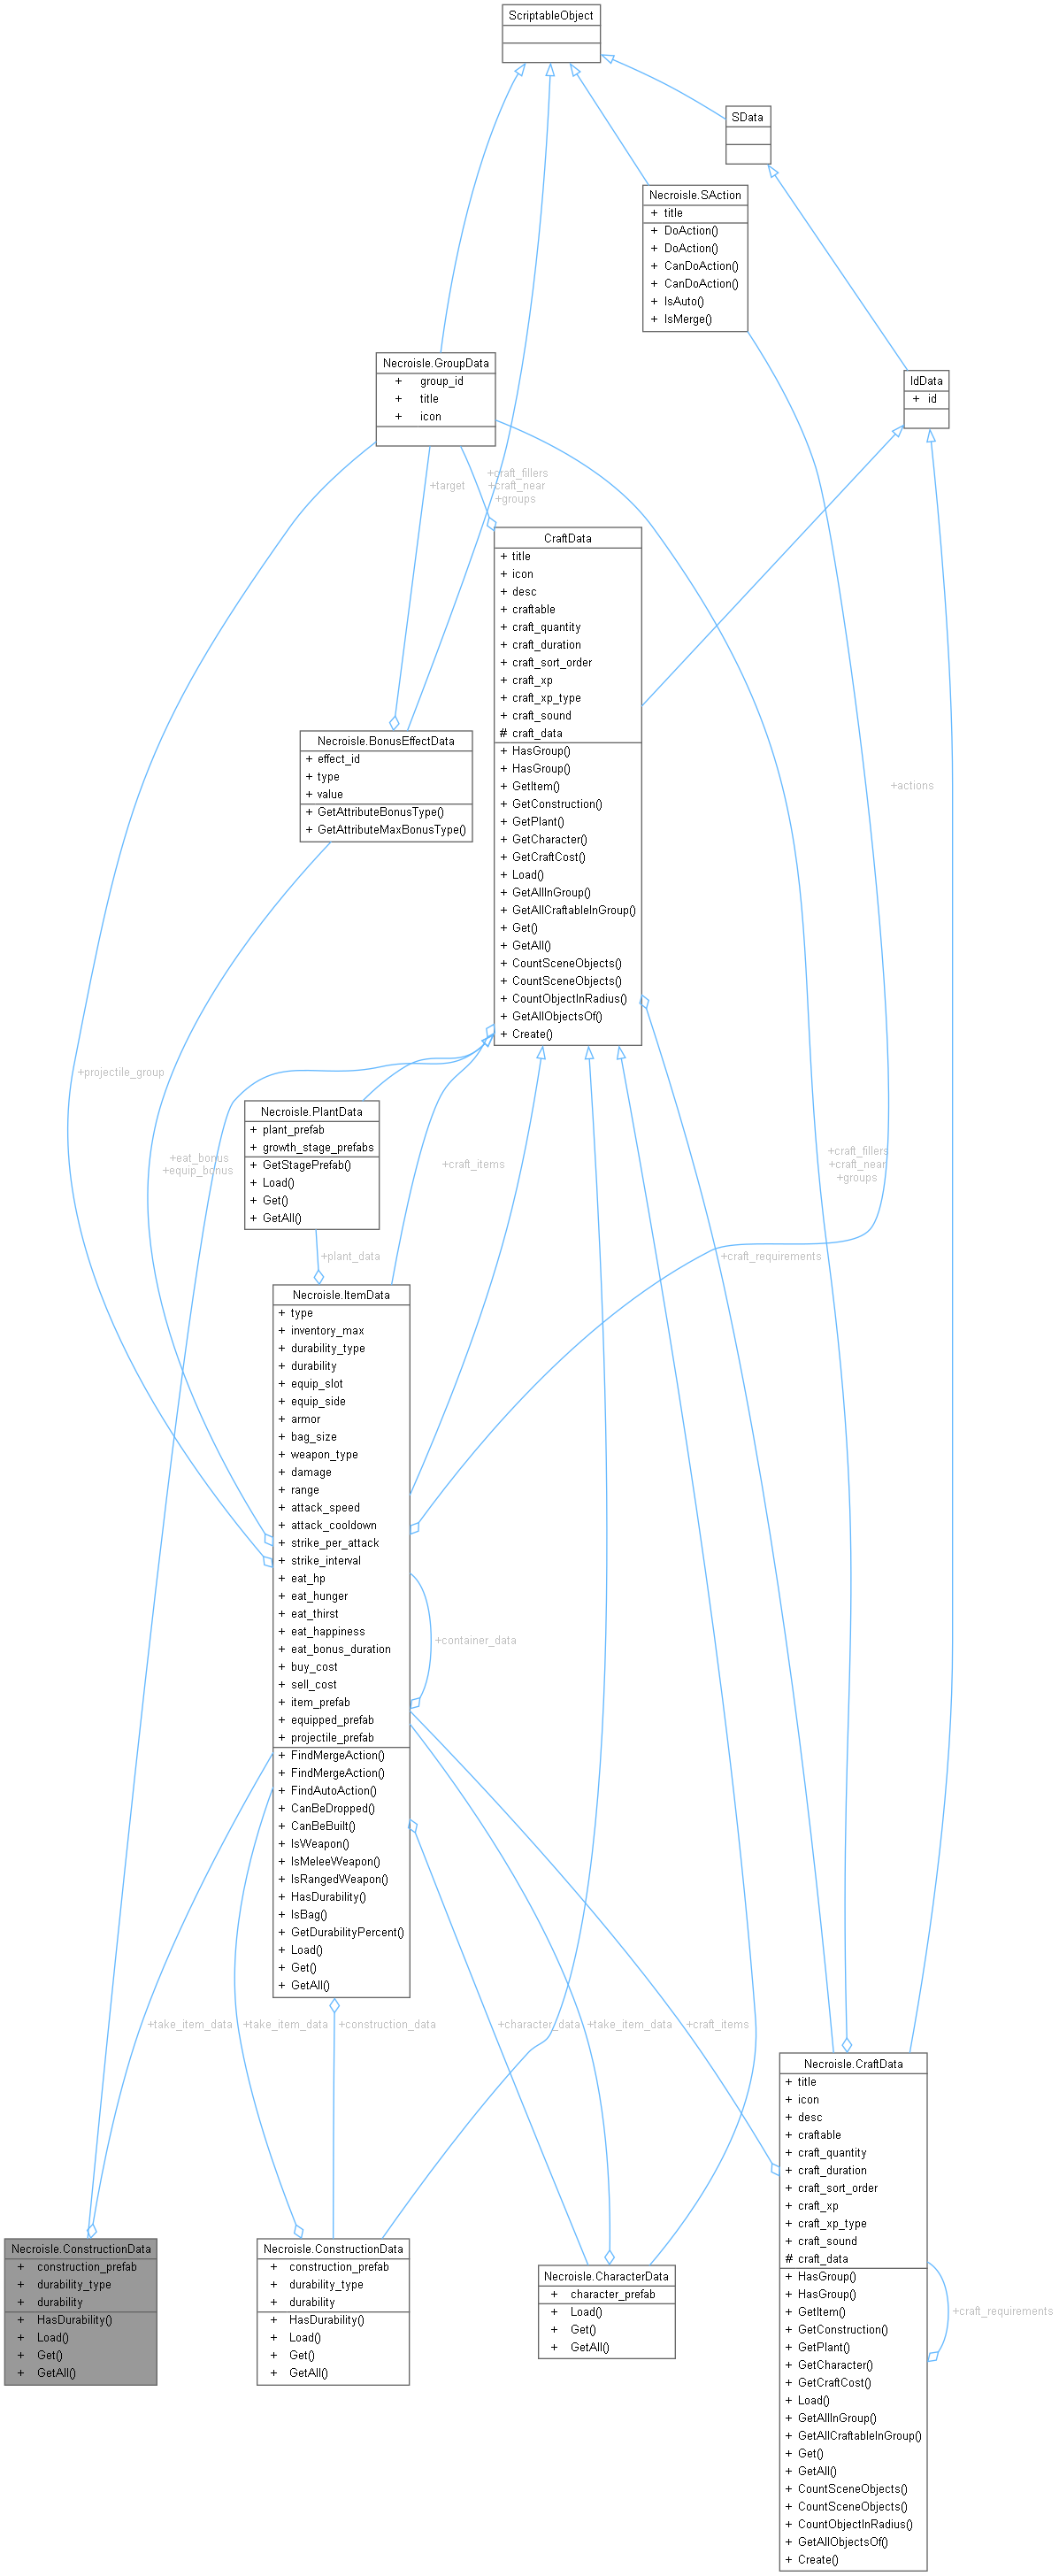 ScriptableObject
SData
Necroisle.SAction
+ title
+ DoAction()
+ DoAction()
+ CanDoAction()
+ CanDoAction()
+ IsAuto()
+ IsMerge()
Necroisle.GroupData
+ group_id
+ title
+ icon
IdData
+ id
+target
+craft_fillers
+craft_near
+groups
CraftData
+ title
+ icon
+ desc
+ craftable
+ craft_quantity
+ craft_duration
+ craft_sort_order
+ craft_xp
+ craft_xp_type
+ craft_sound
# craft_data
+ HasGroup()
+ HasGroup()
+ GetItem()
+ GetConstruction()
+ GetPlant()
+ GetCharacter()
+ GetCraftCost()
+ Load()
+ GetAllInGroup()
+ GetAllCraftableInGroup()
+ Get()
+ GetAll()
+ CountSceneObjects()
+ CountSceneObjects()
+ CountObjectInRadius()
+ GetAllObjectsOf()
+ Create()
+actions
Necroisle.BonusEffectData
+ effect_id
+ type
+ value
+ GetAttributeBonusType()
+ GetAttributeMaxBonusType()
+projectile_group
Necroisle.PlantData
+ plant_prefab
+ growth_stage_prefabs
+ GetStagePrefab()
+ Load()
+ Get()
+ GetAll()
+eat_bonus
+equip_bonus
+craft_items
+craft_fillers
+craft_near
+groups
+plant_data
+craft_requirements
Necroisle.ItemData
+ type
+ inventory_max
+ durability_type
+ durability
+ equip_slot
+ equip_side
+ armor
+ bag_size
+ weapon_type
+ damage
+ range
+ attack_speed
+ attack_cooldown
+ strike_per_attack
+ strike_interval
+ eat_hp
+ eat_hunger
+ eat_thirst
+ eat_happiness
+ eat_bonus_duration
+ buy_cost
+ sell_cost
+ item_prefab
+ equipped_prefab
+ projectile_prefab
+ FindMergeAction()
+ FindMergeAction()
+ FindAutoAction()
+ CanBeDropped()
+ CanBeBuilt()
+ IsWeapon()
+ IsMeleeWeapon()
+ IsRangedWeapon()
+ HasDurability()
+ IsBag()
+ GetDurabilityPercent()
+ Load()
+ Get()
+ GetAll()
+container_data
+take_item_data
+take_item_data
+construction_data
+character_data
+take_item_data
+craft_items
Necroisle.ConstructionData
+ construction_prefab
+ durability_type
+ durability
+ HasDurability()
+ Load()
+ Get()
+ GetAll()
Necroisle.ConstructionData
+ construction_prefab
+ durability_type
+ durability
+ HasDurability()
+ Load()
+ Get()
+ GetAll()
Necroisle.CharacterData
+ character_prefab
+ Load()
+ Get()
+ GetAll()
Necroisle.CraftData
+ title
+ icon
+ desc
+ craftable
+ craft_quantity
+ craft_duration
+ craft_sort_order
+ craft_xp
+ craft_xp_type
+ craft_sound
# craft_data
+ HasGroup()
+ HasGroup()
+ GetItem()
+ GetConstruction()
+ GetPlant()
+ GetCharacter()
+ GetCraftCost()
+ Load()
+ GetAllInGroup()
+ GetAllCraftableInGroup()
+ Get()
+ GetAll()
+ CountSceneObjects()
+ CountSceneObjects()
+ CountObjectInRadius()
+ GetAllObjectsOf()
+ Create()
+craft_requirements